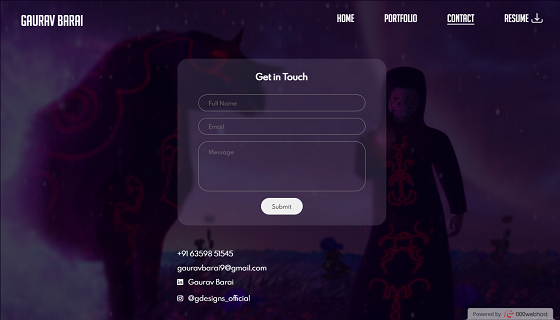 GAURAV BARAI
HOME PORTFOLIO CONTACT RESUME
Get in Touch
Full Name
Email
Message
Submit
+91 63598 51545
gauravbarai9@gmail.com
Gaurav Barai
@gdesigns_official
Powered by 000webhost